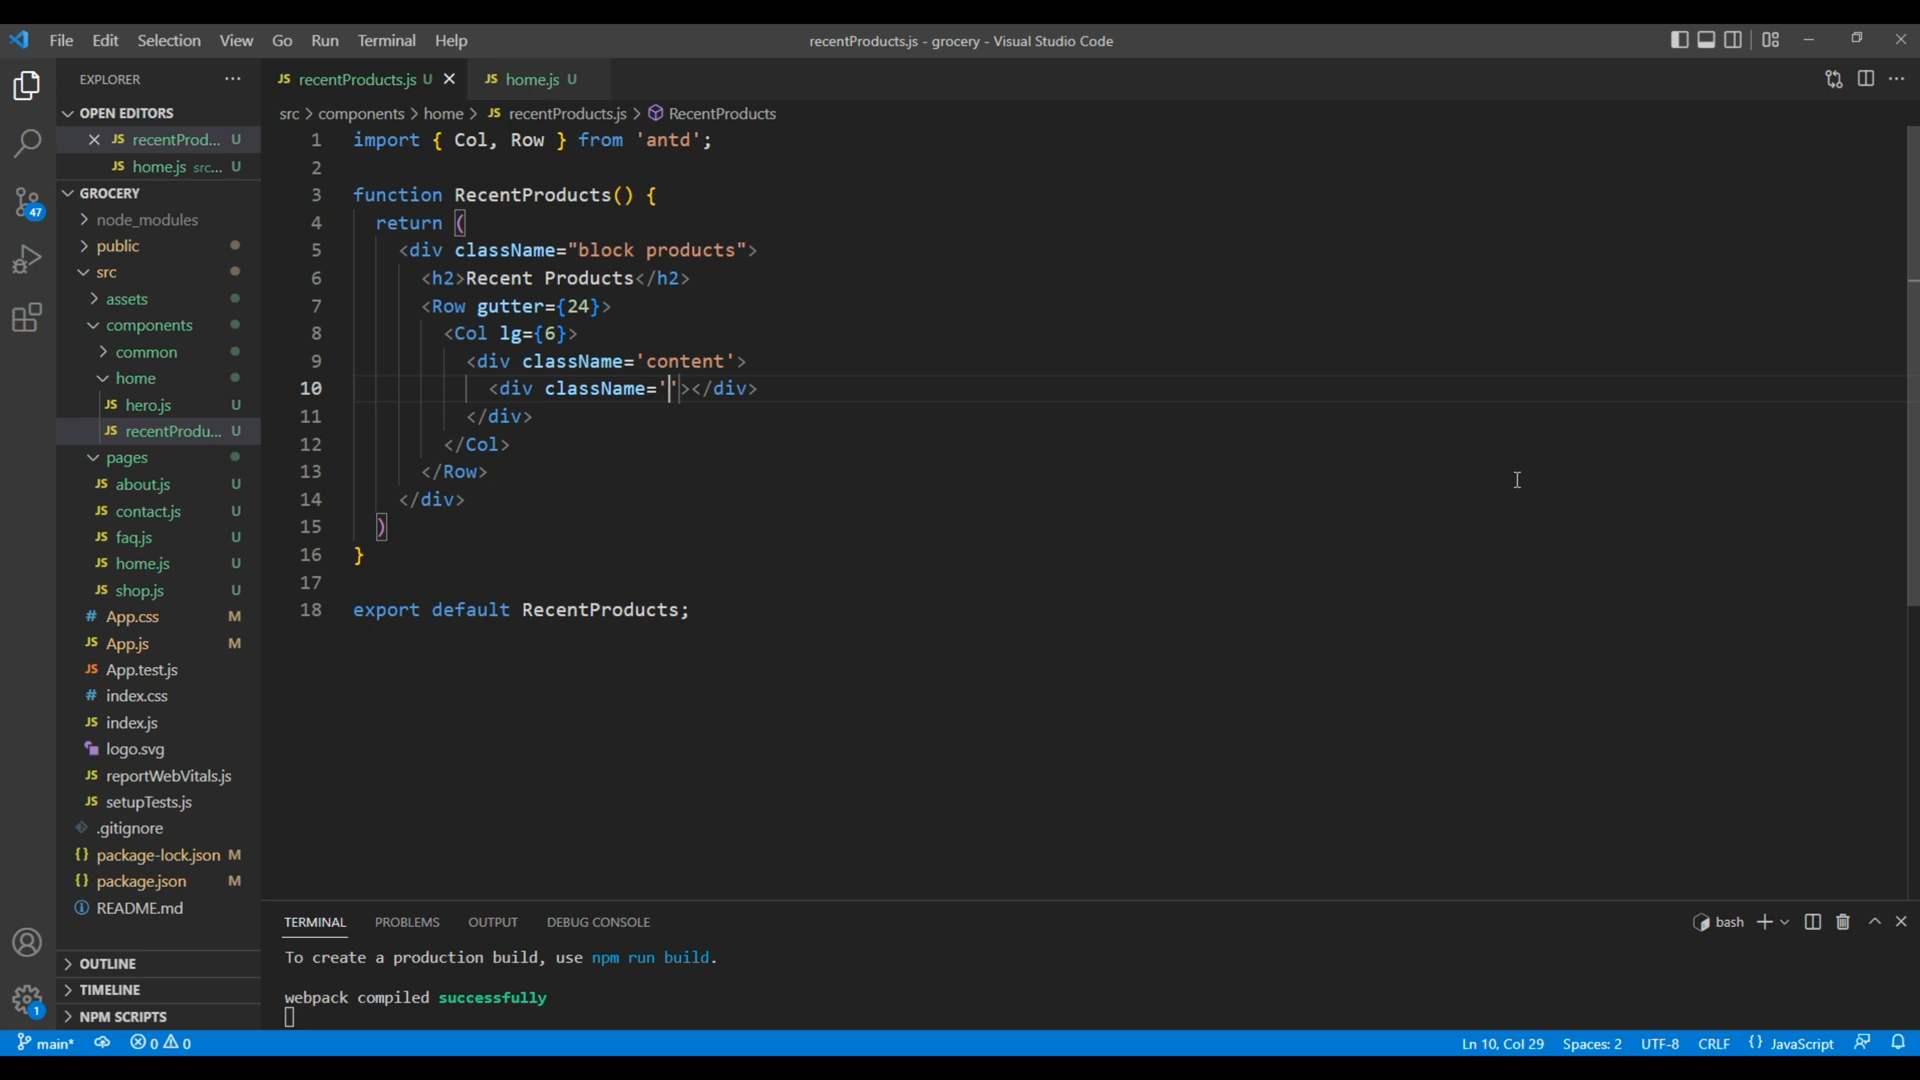 File Edit Selection View Go Run Terminal Help
recentProducts.js - grocery - Visual Studio Code
EXPLORER ···
recentProducts.js U
home.js U
OPEN EDITORS
recentProd... U
home.js src... U
src > components > home > JS recentProducts.js > RecentProducts
GROCERY
node_modules
public
src
assets
components
common
home
JS hero.js U
JS recentProdu... U
pages
JS about.js U
JS contact.js U
JS faq.js U
JS home.js U
JS shop.js U
# App.css M
JS App.js M
JS App.test.js
# index.css
JS index.js
logo.svg
JS reportWebVitals.js
JS setupTests.js
.gitignore
{} package-lock.json M
{} package.json M
README.md
OUTLINE
TIMELINE
NPM SCRIPTS
47
1
1 import { Col, Row } from 'antd';
2
3 function RecentProducts() {
4 return (
5 <div className="block products">
6 <h2>Recent Products</h2>
7 <Row gutter={24}>
8 <Col lg={6}>
9 <div className='content'>
10 <div className=''></div>
11 </div>
12 </Col>
13 </Row>
14 </div>
15 )
16 }
17
18 export default RecentProducts;
TERMINAL PROBLEMS OUTPUT DEBUG CONSOLE
bash
To create a production build, use npm run build.
webpack compiled successfully
main* 0 0
Ln 10, Col 29 Spaces: 2 UTF-8 CRLF {} JavaScript